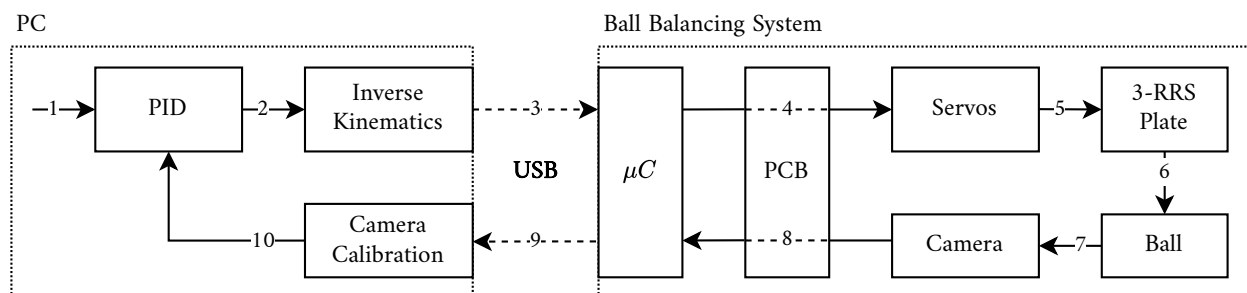 PC
Ball Balancing System
1
PID
2
Inverse
Kinematics
3
USB
μC
4
PCB
Servos
5
3-RRS
Plate
6
Ball
7
Camera
8
9
Camera
Calibration
10